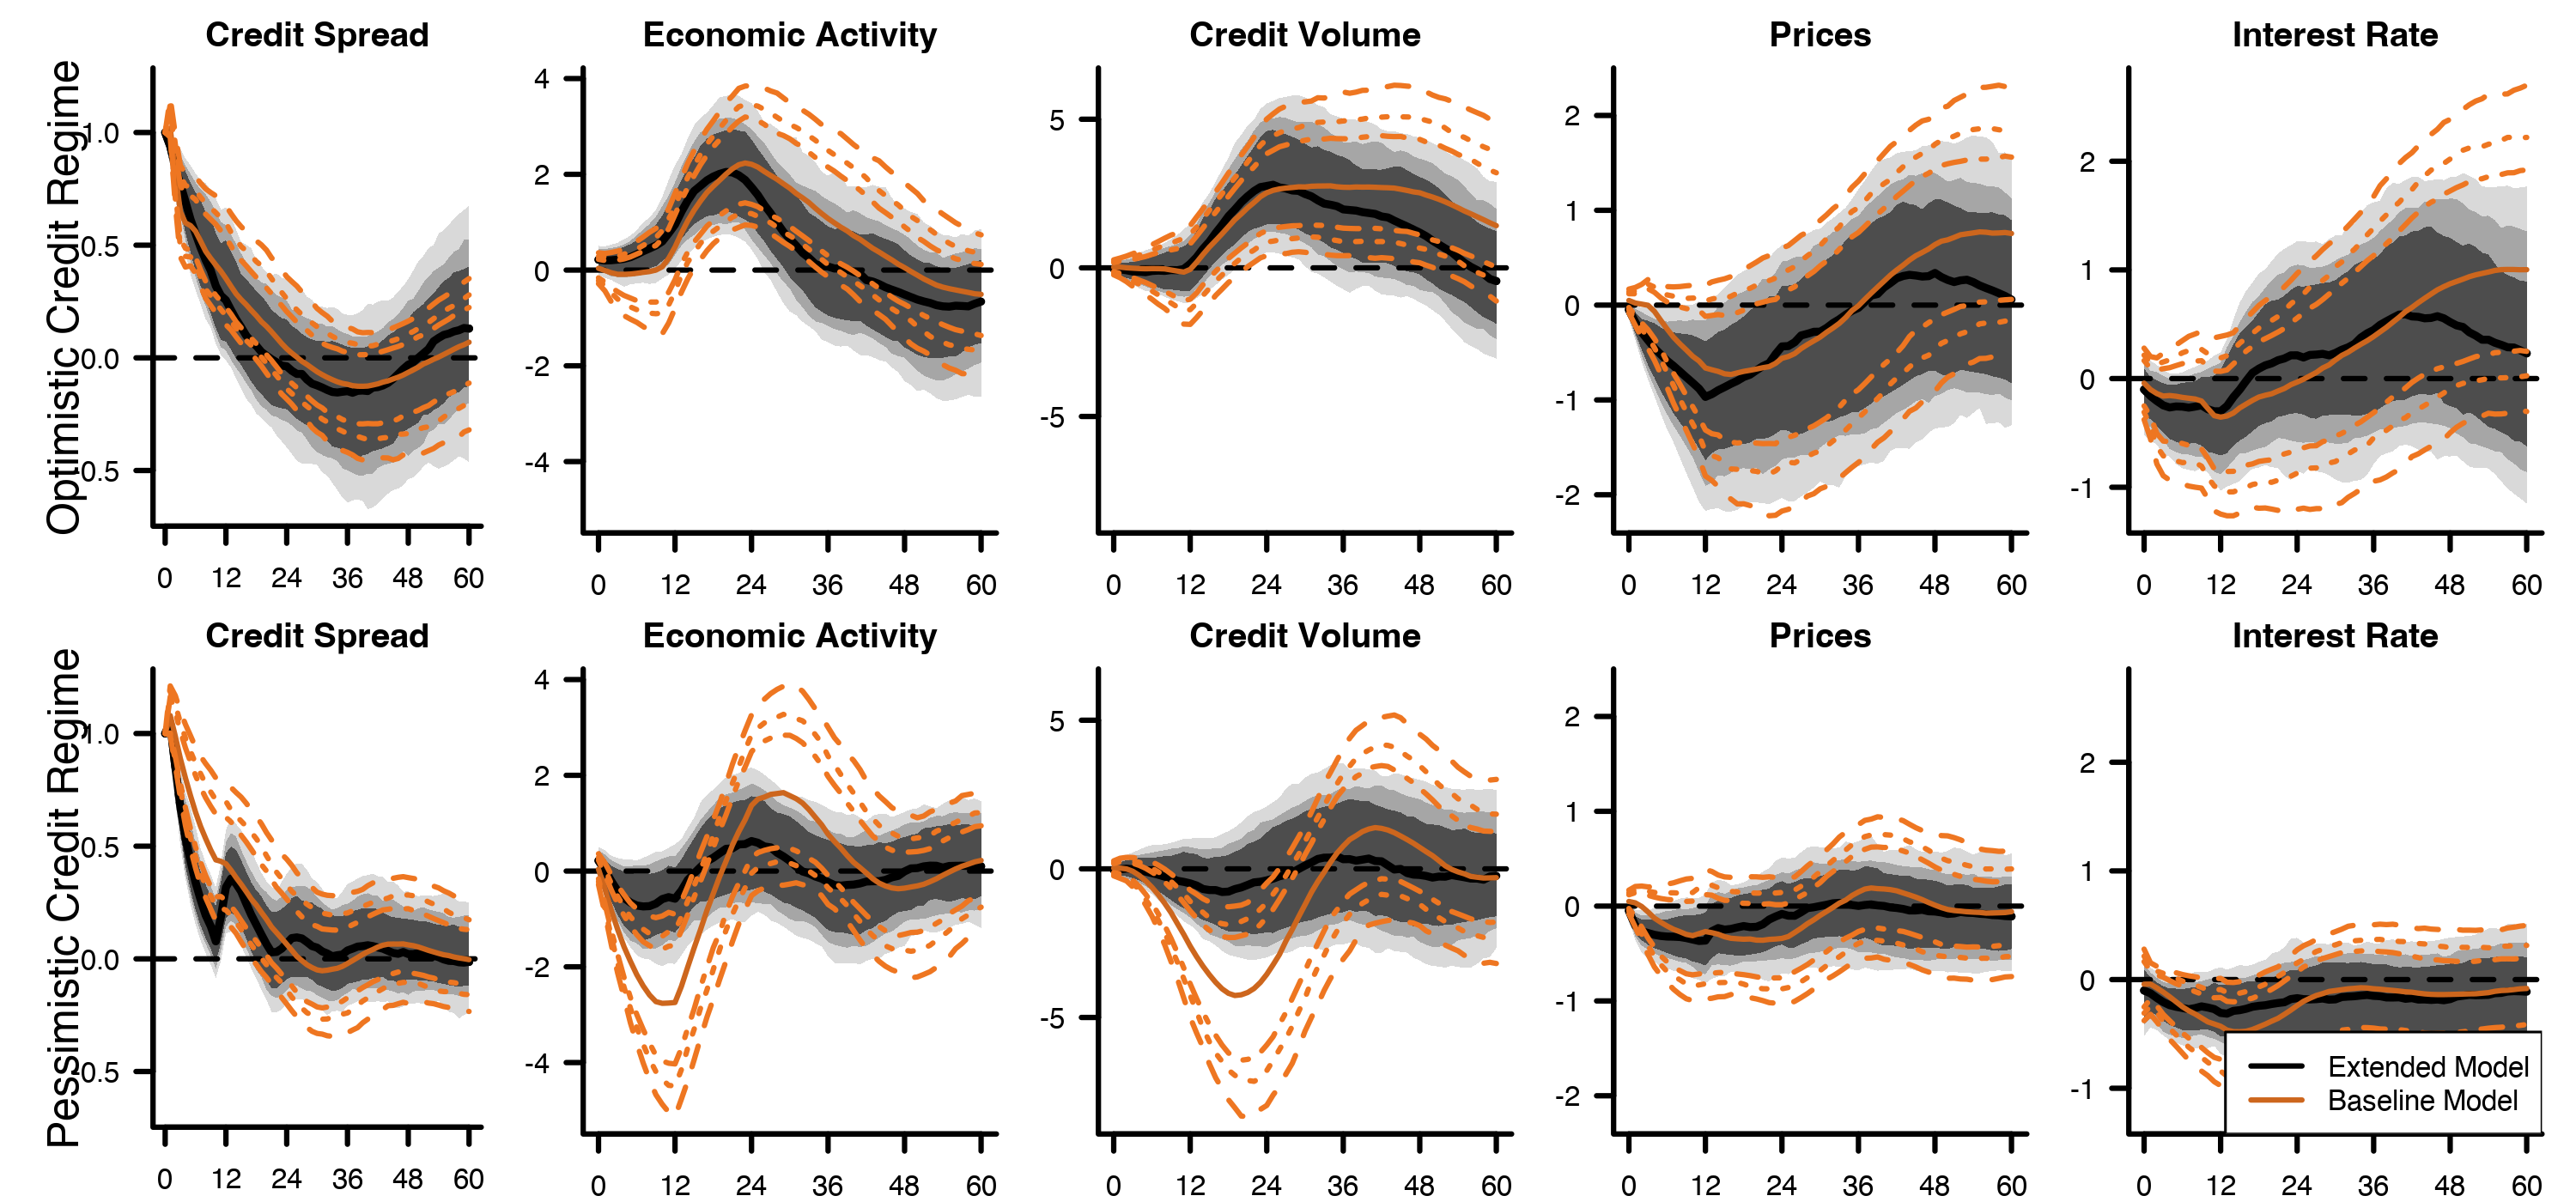 Credit Spread
Economic Activity
Credit Volume
Prices
Interest Rate
Optimistic Credit Regime
1.0
0.5
0.0
-0.5
0 12 24 36 48 60
4
2
0
-2
-4
0 12 24 36 48 60
5
0
-5
0 12 24 36 48 60
2
1
0
-1
-2
0 12 24 36 48 60
2
1
0
-1
0 12 24 36 48 60
Credit Spread
Economic Activity
Credit Volume
Prices
Interest Rate
Pessimistic Credit Regime
1.0
0.5
0.0
-0.5
0 12 24 36 48 60
4
2
0
-2
-4
0 12 24 36 48 60
5
0
-5
0 12 24 36 48 60
2
1
0
-1
-2
0 12 24 36 48 60
2
1
0
-1
0 12 24 36 48 60
Extended Model
Baseline Model